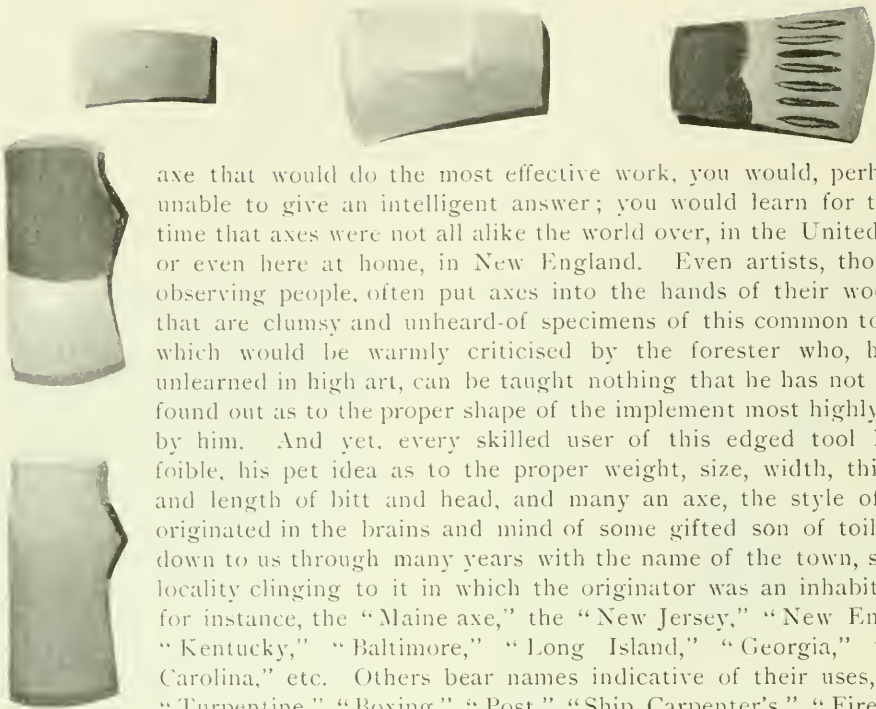 axe that would do the most effective work, you would, perh
unable to give an intelligent answer; you would learn for t
time that axes were not all alike the world over, in the United
or even here at home, in New England. Even artists, tho
observing people, often put axes into the hands of their wo
that are clumsy and unheard-of specimens of this common to
which would be warmly criticised by the forester who, h
unlearned in high art, can be taught nothing that he has not
found out as to the proper shape of the implement most highly
by him. And yet, every skilled user of this edged tool
foible, his pet idea as to the proper weight, size, width, thi
and length of bitt and head, and many an axe, the style of
originated in the brains and mind of some gifted son of toil
down to us through many years with the name of the town, s
locality clinging to it in which the originator was an inhabit
for instance, the “Maine axe,” the “New Jersey,” “New En
“Kentucky,” “Baltimore,” “Long Island,” “Georgia,” “
Carolina,” etc. Others bear names indicative of their uses,
“Turpentine,” “Boxing,” “Post,” “Ship Carpenter's,” “Fire